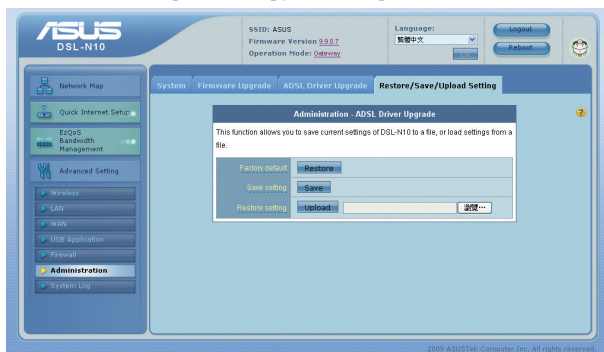 ASUS
DSL-N10
SSID: ASUS
Firmware Version 9.9.0.7
Operation Mode: Gateway
Language:
繁體中文
Logout
Reboot
Network Map
Quick Internet Setup
EzQoS
Bandwidth
Management
Advanced Setting
Wireless
LAN
WAN
USB Application
Firewall
Administration
System Log
System Firmware Upgrade ADSL Driver Upgrade Restore/Save/Upload Setting
Administration - ADSL Driver Upgrade
This function allows you to save current settings of DSL-N10 to a file, or load settings from a
file.
Factory default Restore
Save setting Save
Restore setting Upload 瀏覽…
2009 ASUSTek Computer Inc. All rights reserved.